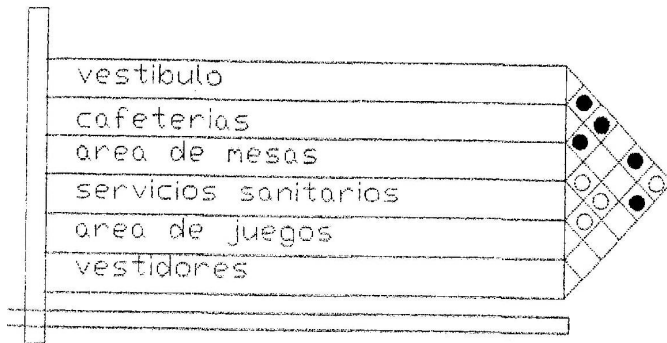 vestibulo
cafeterias
area de mesas
servicios sanitarios
area de juegos
vestidores